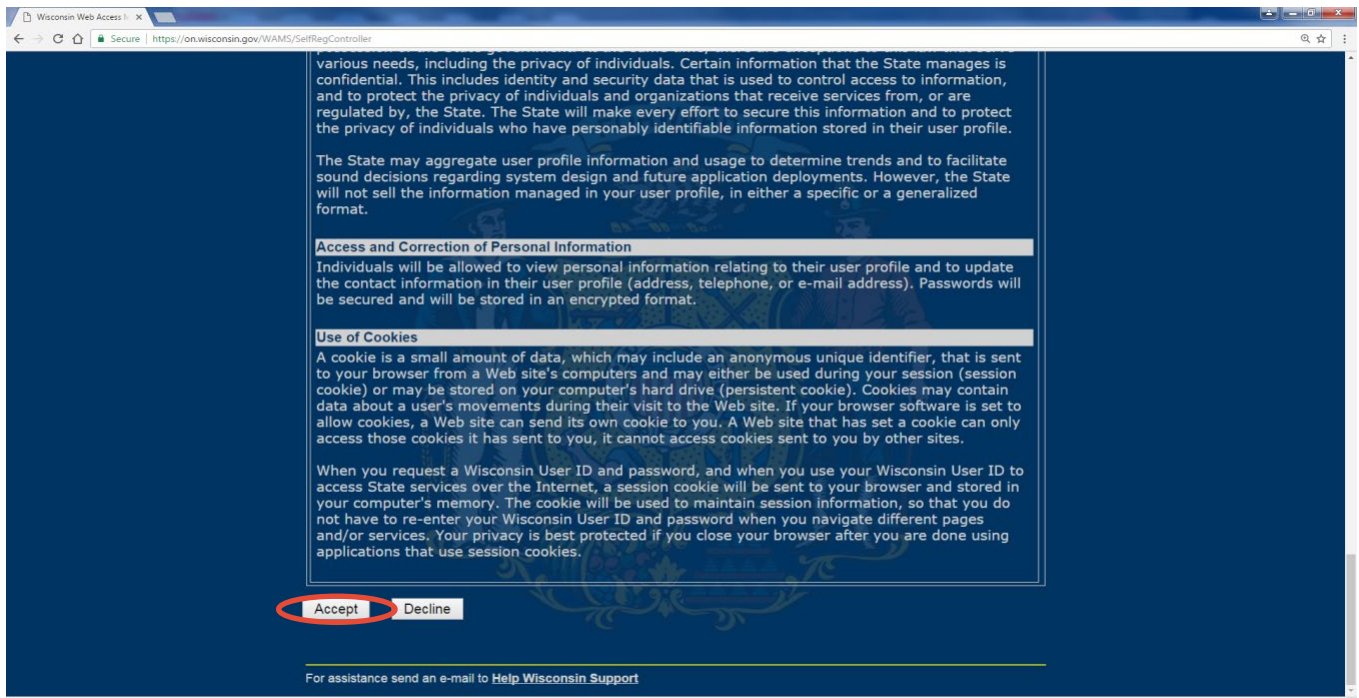 Wisconsin Web Access
Secure | https://on.wisconsin.gov/WAMS/SelfRegController
various needs, including the privacy of individuals. Certain information that the State manages is
confidential. This includes identity and security data that is used to control access to information,
and to protect the privacy of individuals and organizations that receive services from, or are
regulated by, the State. The State will make every effort to secure this information and to protect
the privacy of individuals who have personably identifiable information stored in their user profile.
The State may aggregate user profile information and usage to determine trends and to facilitate
sound decisions regarding system design and future application deployments. However, the State
will not sell the information managed in your user profile, in either a specific or a generalized
format.
Access and Correction of Personal Information
Individuals will be allowed to view personal information relating to their user profile and to update
the contact information in their user profile (address, telephone, or e-mail address). Passwords will
be secured and will be stored in an encrypted format.
Use of Cookies
A cookie is a small amount of data, which may include an anonymous unique identifier, that is sent
to your browser from a Web site's computers and may either be used during your session (session
cookie) or may be stored on your computer's hard drive (persistent cookie). Cookies may contain
data about a user's movements during their visit to the Web site. If your browser software is set to
allow cookies, a Web site can send its own cookie to you. A Web site that has set a cookie can only
access those cookies it has sent to you, it cannot access cookies sent to you by other sites.
When you request a Wisconsin User ID and password, and when you use your Wisconsin User ID to
access State services over the Internet, a session cookie will be sent to your browser and stored in
your computer's memory. The cookie will be used to maintain session information, so that you do
not have to re-enter your Wisconsin User ID and password when you navigate different pages
and/or services. Your privacy is best protected if you close your browser after you are done using
applications that use session cookies.
Accept Decline
For assistance send an e-mail to Help Wisconsin Support